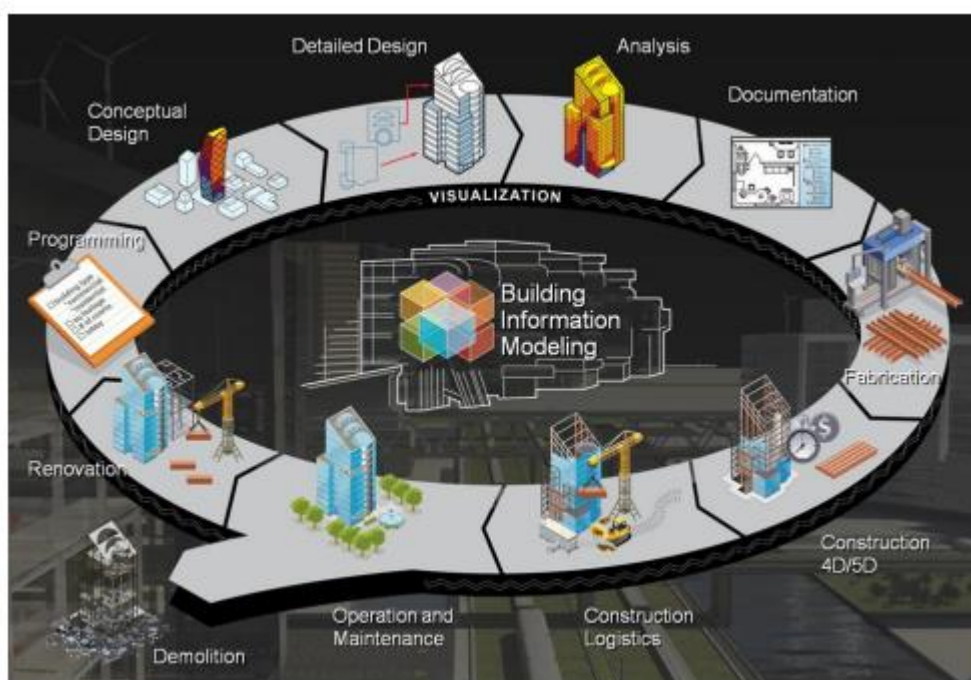 Detailed Design
Analysis
Documentation
Conceptual
Design
VISUALIZATION
Programming
Building
Information
Modeling
Fabrication
$
Renovation
Construction
4D/5D
Operation and
Maintenance
Construction
Logistics
Demolition